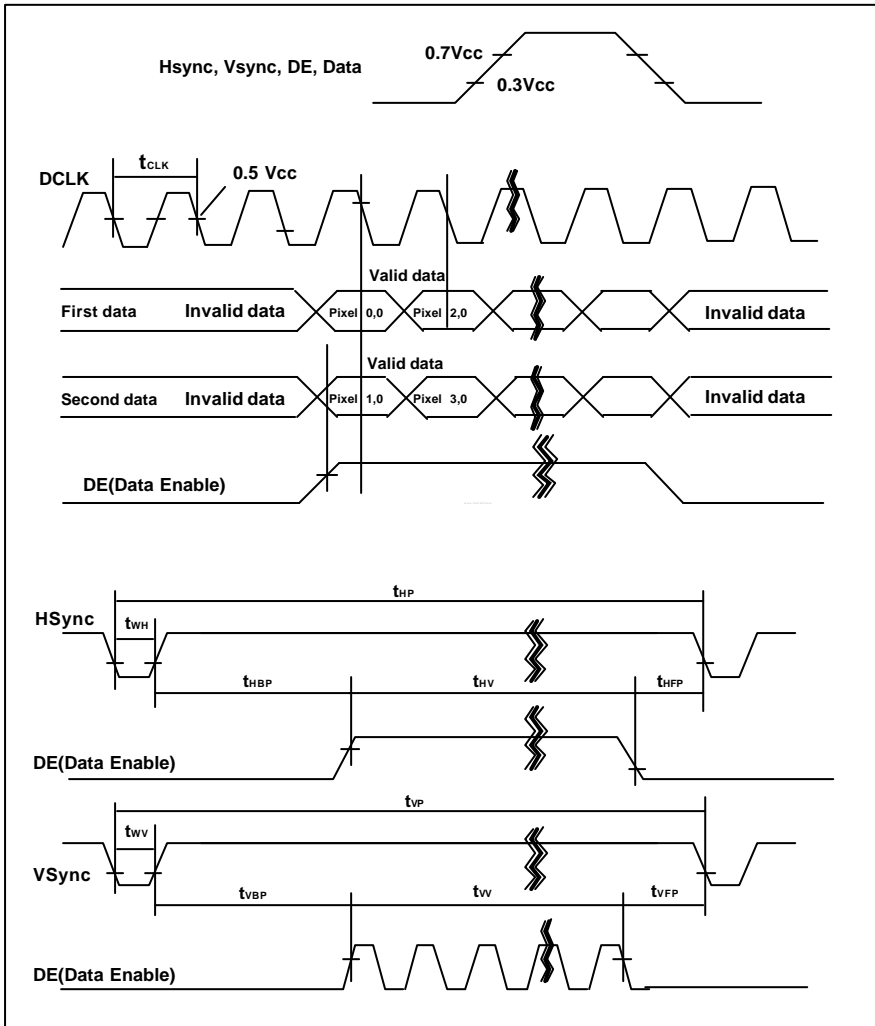 0.7Vcc
Hsync, Vsync, DE, Data
0.3Vcc
tCLK
0.5 Vcc
DCLK
Valid data
First data Invalid data Pixel 0,0 Pixel 2,0 Invalid data
Valid data
Second data Invalid data Pixel 1,0 Pixel 3,0 Invalid data
DE(Data Enable)
tHP
HSync
tWH
tHBP tHV tHFP
DE(Data Enable)
tVP
tWV
VSync
tVBP tVV tVFP
DE(Data Enable)